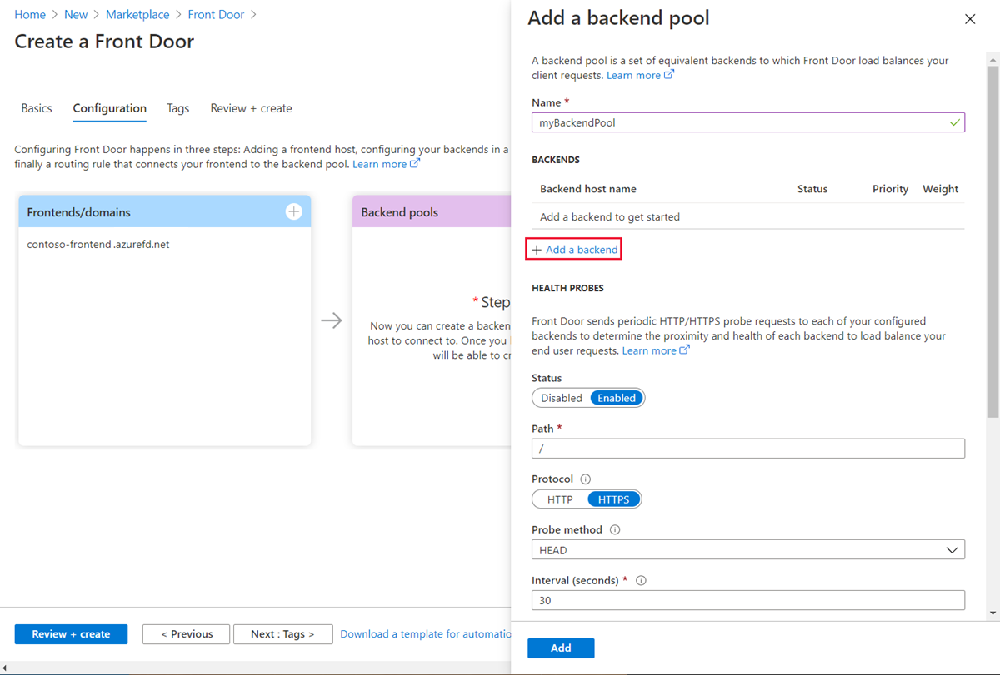 Home > New > Marketplace > Front Door >
Create a Front Door
Basics Configuration Tags Review + create
Configuring Front Door happens in three steps: Adding a frontend host, configuring your backends in a
finally a routing rule that connects your frontend to the backend pool. Learn more
Frontends/domains
contoso-frontend .azurefd.net
Backend pools
* Step
Now you can create a backen
host to connect to. Once you
will be able to cr
Review + create
< Previous
Next : Tags >
Download a template for automatio
Add a backend pool
A backend pool is a set of equivalent backends to which Front Door load balances your
client requests. Learn more
Name *
myBackendPool
BACKENDS
Backend host name Status Priority Weight
Add a backend to get started
+ Add a backend
HEALTH PROBES
Front Door sends periodic HTTP/HTTPS probe requests to each of your configured
backends to determine the proximity and health of each backend to load balance your
end user requests. Learn more
Status
Disabled Enabled
Path *
/
Protocol
HTTP HTTPS
Probe method
HEAD
Interval (seconds) *
30
Add